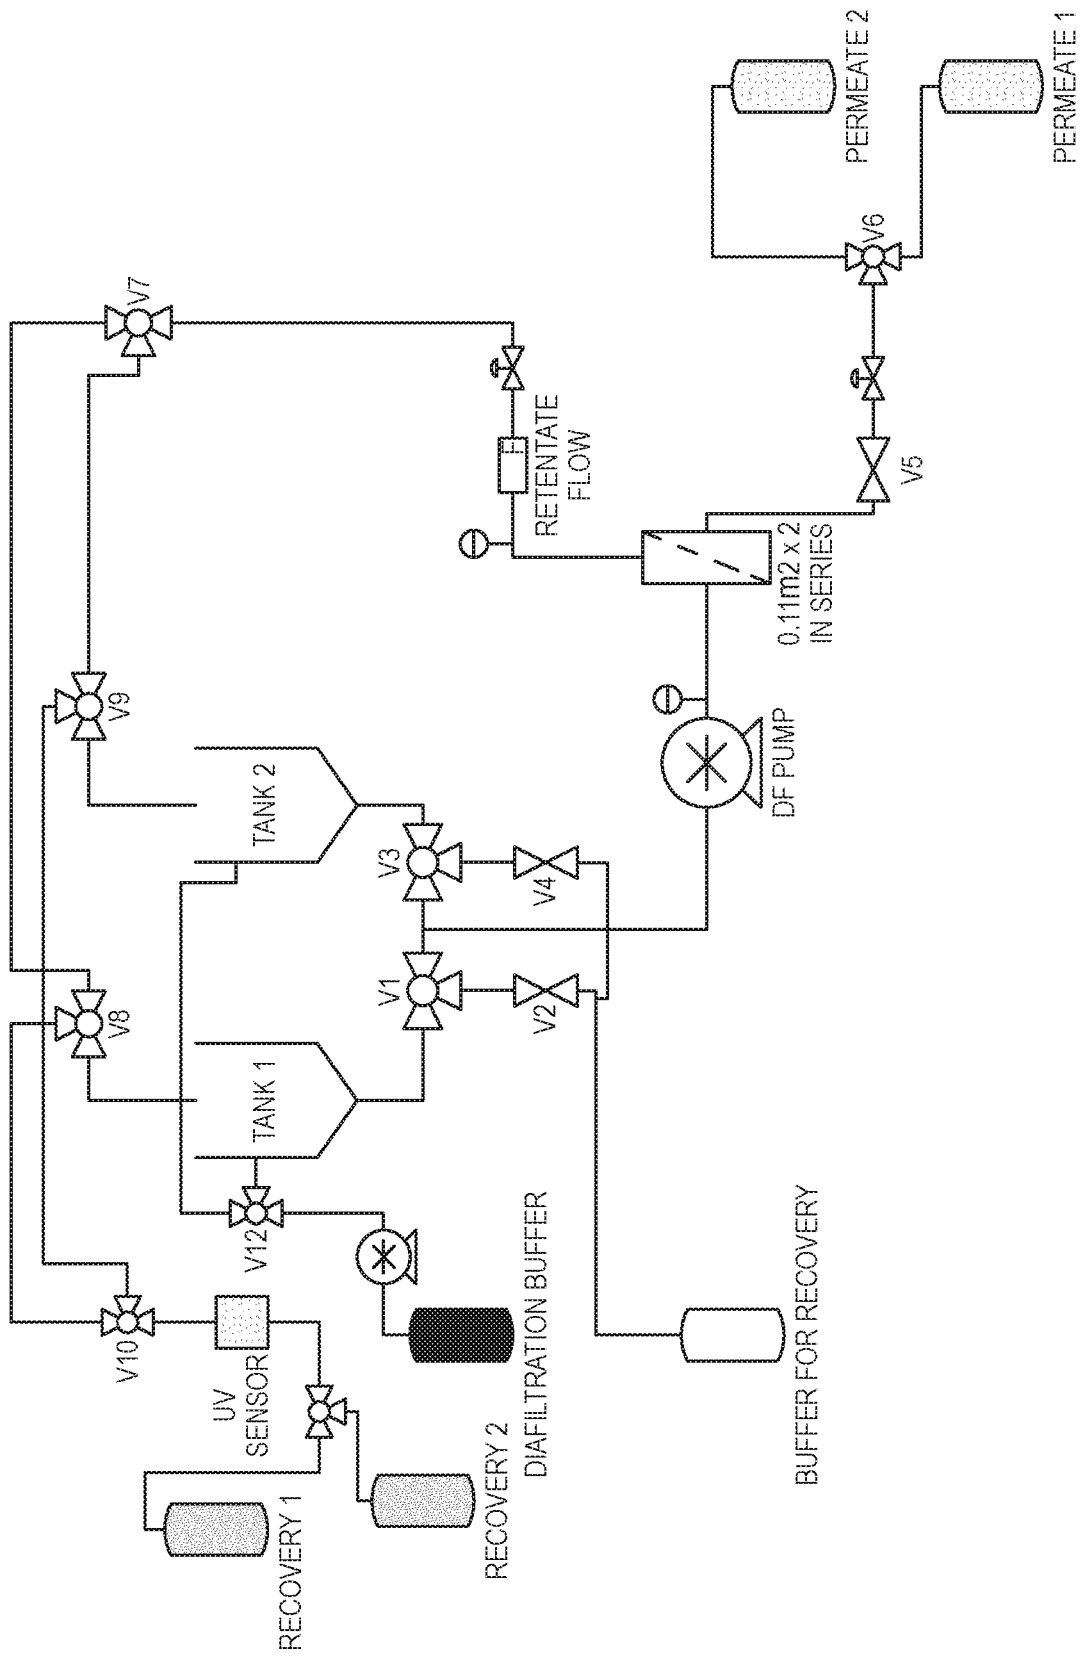 RECOVERY 1
RECOVERY 2
UV
SENSOR
V10
V12
DIAFILTRATION BUFFER
BUFFER FOR RECOVERY
TANK 1
V8
V1
V2
TANK 2
V9
V3
V4
DF PUMP
0.11m2 x 2
IN SERIES
RETENTATE
FLOW
FI
V7
V5
V6
PERMEATE 2
PERMEATE 1